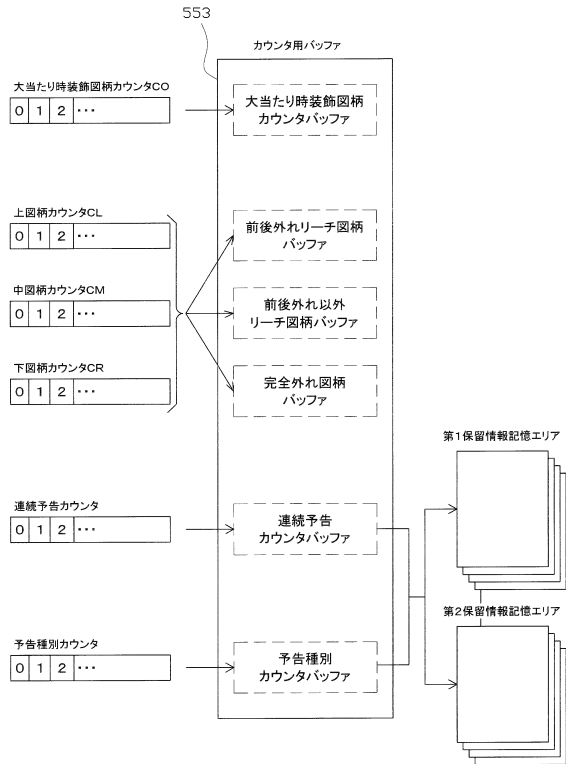 553
カウンタ用バッファ
大当たり時装飾図柄カウンタCO
0 1 2 ･･･
大当たり時装飾図柄
カウンタバッファ
上図柄カウンタCL
0 1 2 ･･･
中図柄カウンタCM
0 1 2 ･･･
下図柄カウンタCR
0 1 2 ･･･
前後外れリーチ図柄
バッファ
前後外れ以外
リーチ図柄バッファ
完全外れ図柄
バッファ
連続予告カウンタ
0 1 2 ･･･
連続予告
カウンタバッファ
予告種別カウンタ
0 1 2 ･･･
予告種別
カウンタバッファ
第1保留情報記憶エリア
第2保留情報記憶エリア